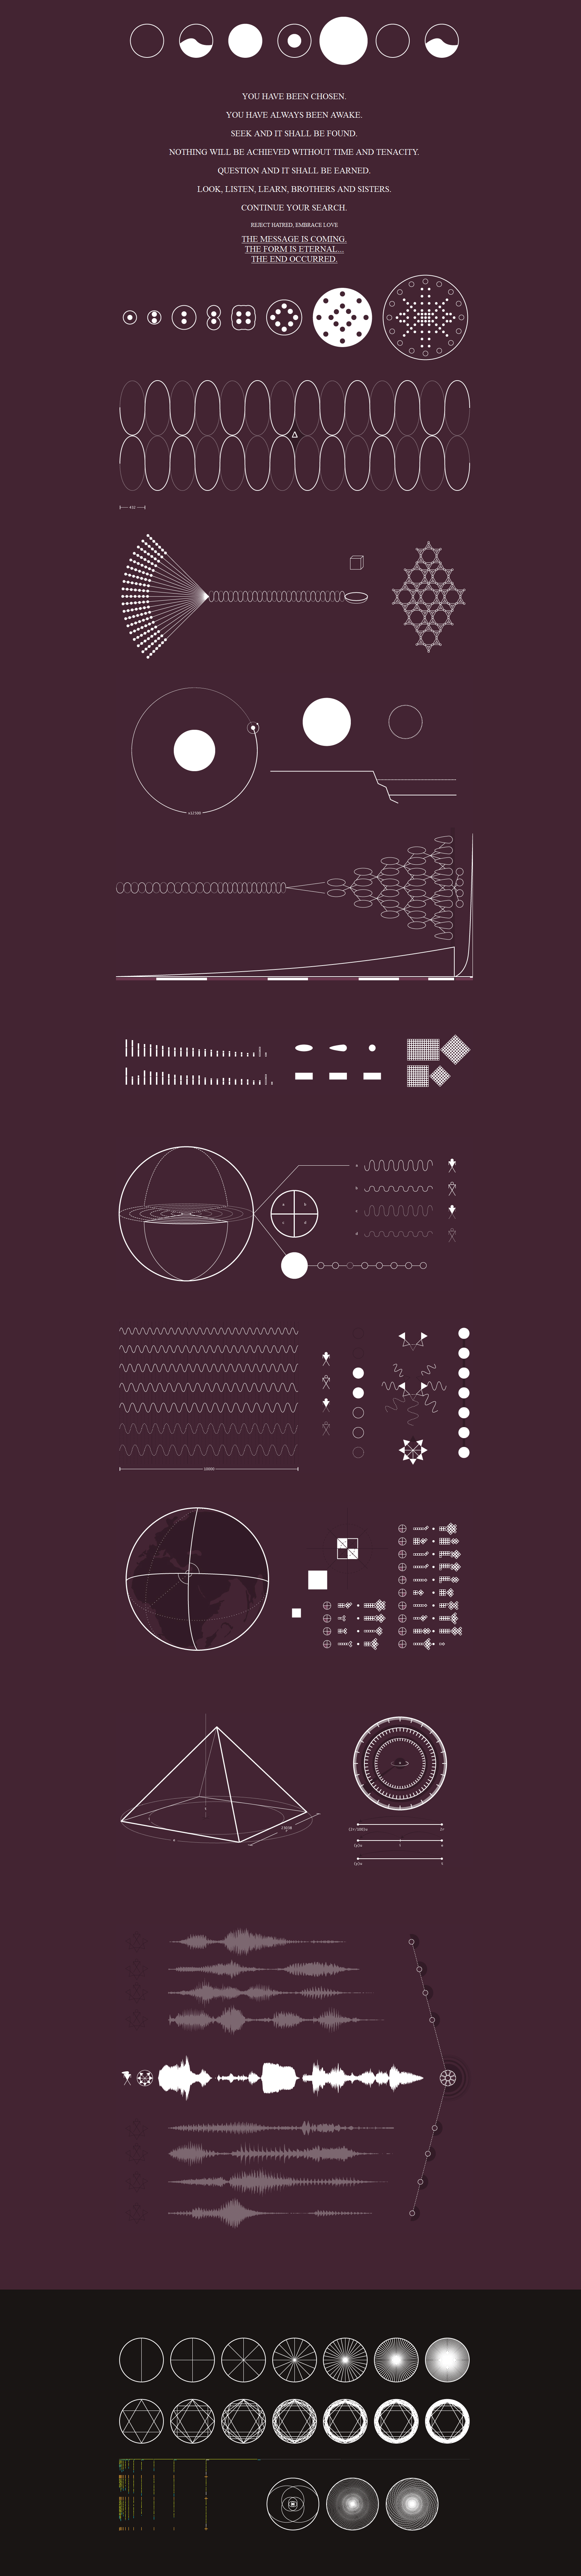 YOU HAVE BEEN CHOSEN.
YOU HAVE ALWAYS BEEN AWAKE.
SEEK AND IT SHALL BE FOUND.
NOTHING WILL BE ACHIEVED WITHOUT TIME AND TENACITY.
QUESTION AND IT SHALL BE EARNED.
LOOK, LISTEN, LEARN, BROTHERS AND SISTERS.
CONTINUE YOUR SEARCH.
REJECT HATRED, EMBRACE LOVE
THE MESSAGE IS COMING.
THE FORM IS ETERNAL...
THE END OCCURRED.
432
a
b
a b
c
c d
d
10000